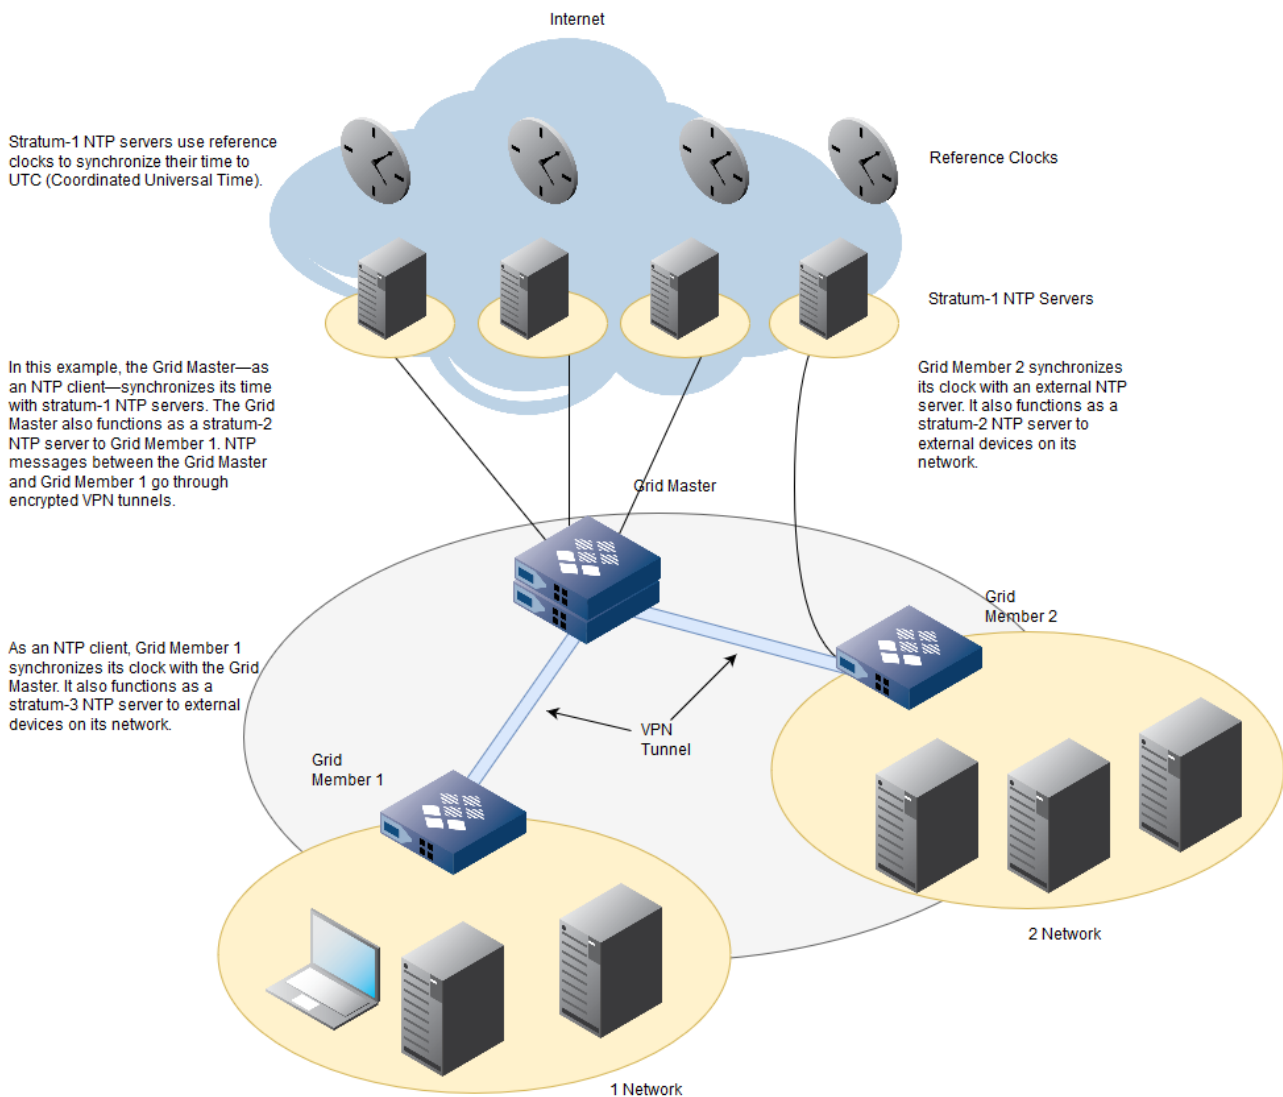 Internet
Stratum-1 NTP servers use reference
clocks to synchronize their time to
UTC (Coordinated Universal Time).
Reference Clocks
Stratum-1 NTP Servers
In this example, the Grid Master—as
an NTP client—synchronizes its time
with stratum-1 NTP servers. The Grid
Master also functions as a stratum-2
NTP server to Grid Member 1. NTP
messages between the Grid Master
and Grid Member 1 go through
encrypted VPN tunnels.
Grid Member 2 synchronizes
its clock with an external NTP
server. It also functions as a
stratum-2 NTP server to
external devices on its
network.
Grid Master
Grid
Member 2
As an NTP client, Grid Member 1
synchronizes its clock with the Grid
Master. It also functions as a
stratum-3 NTP server to external
devices on its network.
VPN
Tunnel
Grid
Member 1
2 Network
1 Network